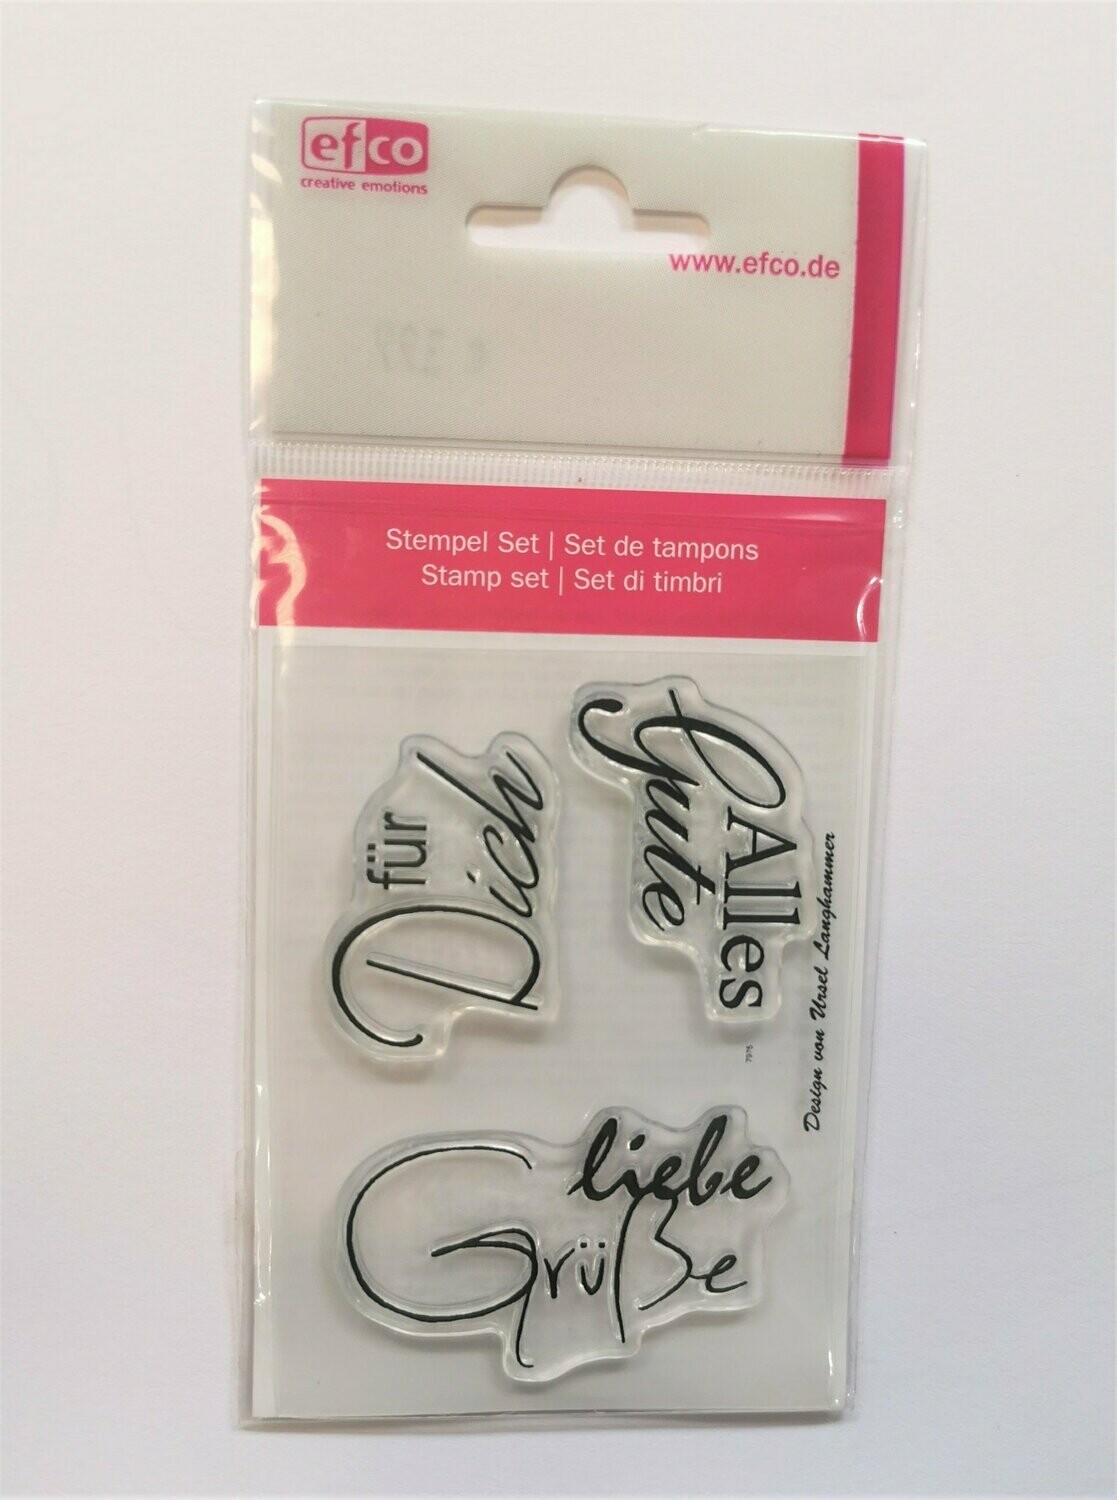 efco
creative emotions
www.efco.de
Stempel Set | Set de tampons
Stamp set | Set di timbri
für
Dich
Alles
Gute
Design von Ursel Langhammer
7975
liebe
Grüße